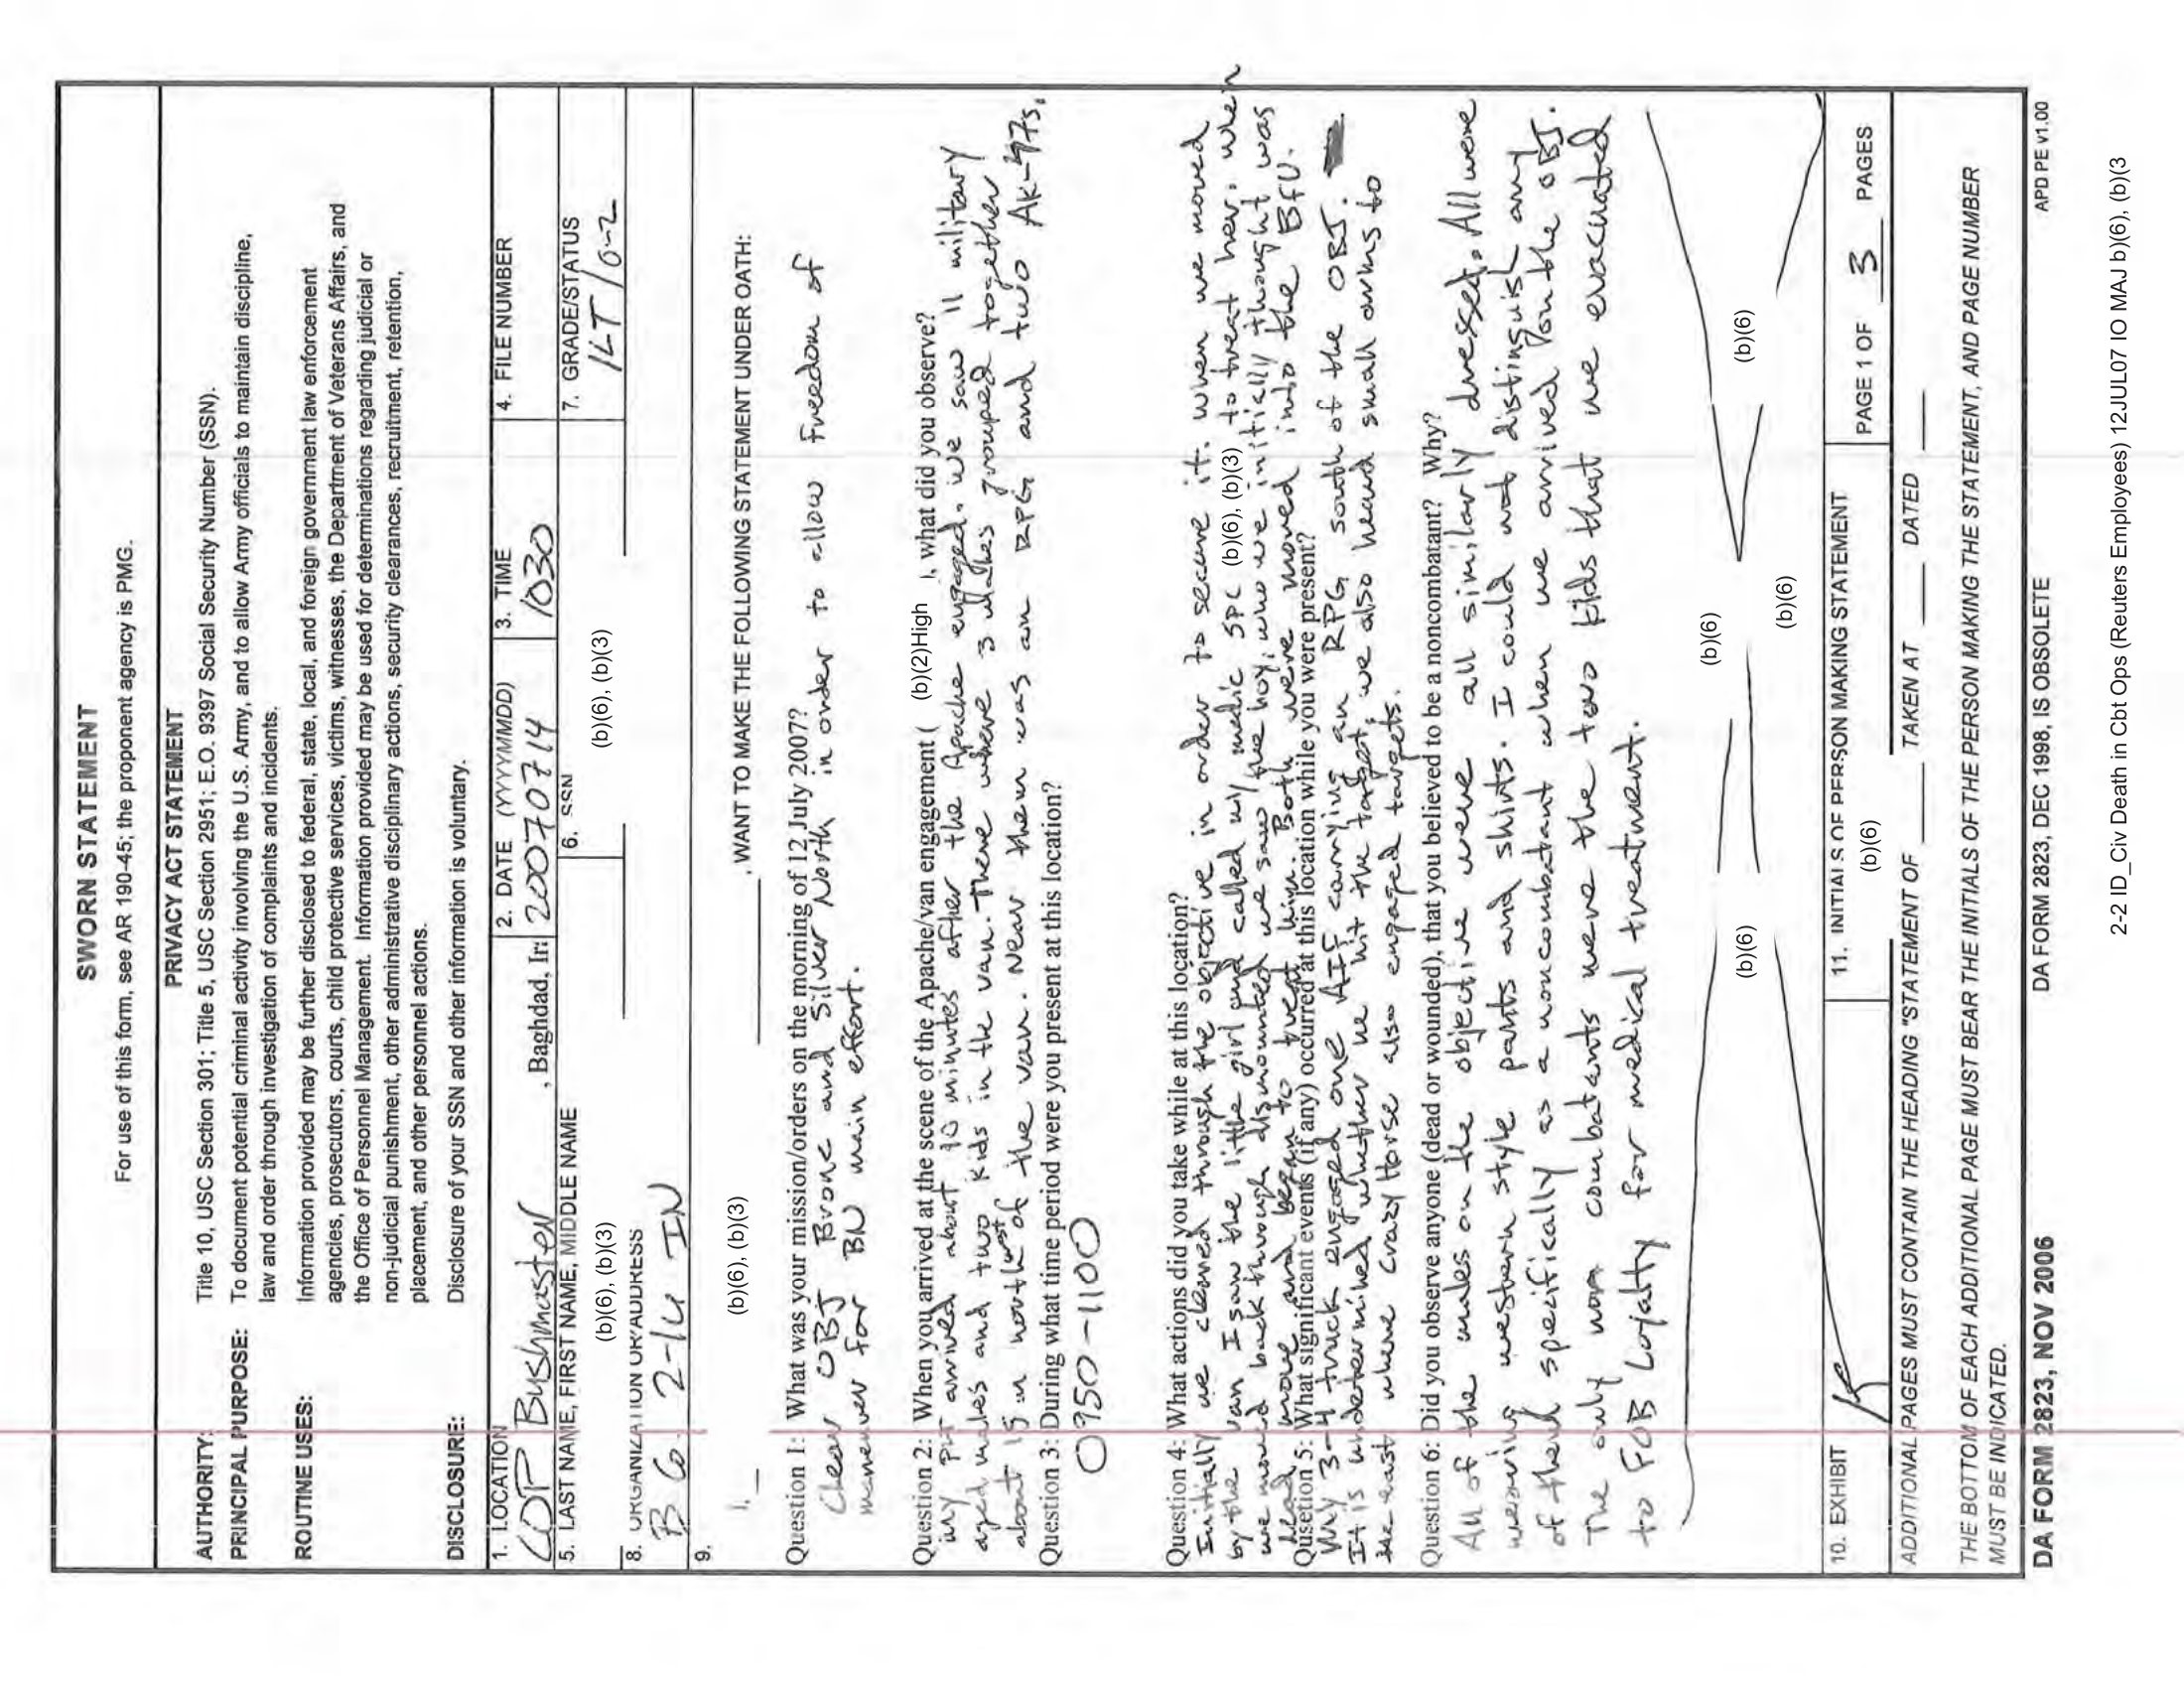 SWORN STATEMENT
For use of this form, see AR 190-45; the proponent agency is PMG.
PRIVACY ACT STATEMENT
AUTHORITY: Title 10, USC Section 301; Title 5, USC Section 2951; E.O. 9397 Social Security Number (SSN).
PRINCIPAL PURPOSE: To document potential criminal activity involving the U.S. Army, and to allow Army officials to maintain discipline,
law and order through investigation of complaints and incidents.
ROUTINE USES: Information provided may be further disclosed to federal, state, local, and foreign government law enforcement
agencies, prosecutors, courts, child protective services, victims, witnesses, the Department of Veterans Affairs, and
the Office of Personnel Management. Information provided may be used for determinations regarding judicial or
non-judicial punishment, other administrative disciplinary actions, security clearances, recruitment, retention,
placement, and other personnel actions.
DISCLOSURE: Disclosure of your SSN and other information is voluntary.
1. LOCATION 2. DATE (YYYYMMDD) 3. TIME 4. FILE NUMBER
COP Bushmaster , Baghdad, Ir 20070714 1030
5. LAST NAME, FIRST NAME, MIDDLE NAME 6. SSN 7. GRADE/STATUS
(b)(6), (b)(3) (b)(6), (b)(3) 1LT/O-2
8. ORGANIZATION OR ADDRESS
B Co. 2-16 IN
9.
I, (b)(6), (b)(3) , WANT TO MAKE THE FOLLOWING STATEMENT UNDER OATH:
Question 1: What was your mission/orders on the morning of 12 July 2007?
Clear OBJ Bronc and Silver North in order to allow freedom of
maneuver for BN main effort.
Question 2: When you arrived at the scene of the Apache/van engagement ( (b)(2)High ), what did you observe?
my PLT arrived about 10 minutes after the Apache engaged. we saw 11 military
aged males and two kids in the van. There where 3 males grouped together
about 15 m northwest of the van. Near them was an RPG and two AK-47s.
Question 3: During what time period were you present at this location?
0950-1100
Question 4: What actions did you take while at this location?
Initially we cleared through the objective in order to secure it. when we moved
by the van I saw the little girl and called my medic SPC (b)(6), (b)(3) to treat her. when
we moved back through dismounted we saw the boy, who we initially thought was
dead, move and began to treat him. Both were moved into the BFV.
Qusetion 5: What significant events (if any) occurred at this location while you were present?
My 3-4 truck engaged one AIF carrying an RPG south of the OBJ.
It is undetermined whether we hit the target, we also heard small arms to
the east where Crazy Horse also engaged targets.
Question 6: Did you observe anyone (dead or wounded), that you believed to be a noncombatant? Why?
All of the males on the objective were all similarly dressed. All were
wearing western style pants and shirts. I could not distinguish any
of them specifically as a noncombatant when we arrived on the OBJ.
The only non combatants were the two kids that we evacuated
to FOB Loyalty for medical treatment.
(b)(6)
(b)(6) (b)(6)
(b)(6)
10. EXHIBIT 11. INITIALS OF PERSON MAKING STATEMENT
(b)(6) PAGE 1 OF 3 PAGES
ADDITIONAL PAGES MUST CONTAIN THE HEADING "STATEMENT OF TAKEN AT DATED
THE BOTTOM OF EACH ADDITIONAL PAGE MUST BEAR THE INITIALS OF THE PERSON MAKING THE STATEMENT, AND PAGE NUMBER
MUST BE INDICATED.
DA FORM 2823, NOV 2006 DA FORM 2823, DEC 1998, IS OBSOLETE APD PE v1.00
2-2 ID_Civ Death in Cbt Ops (Reuters Employees) 12JUL07 IO MAJ b)(6), (b)(3